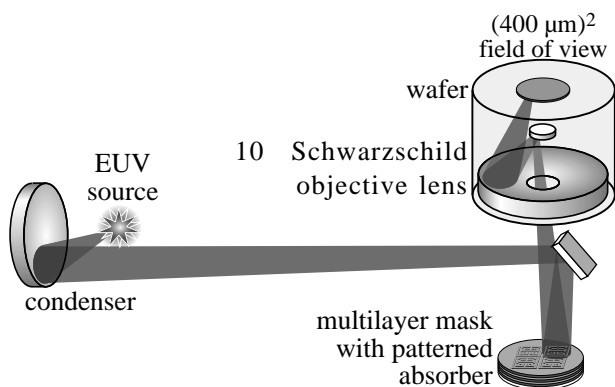 (400 μm)²
field of view
wafer
10 Schwarzschild
objective lens
EUV
source
condenser
multilayer mask
with patterned
absorber